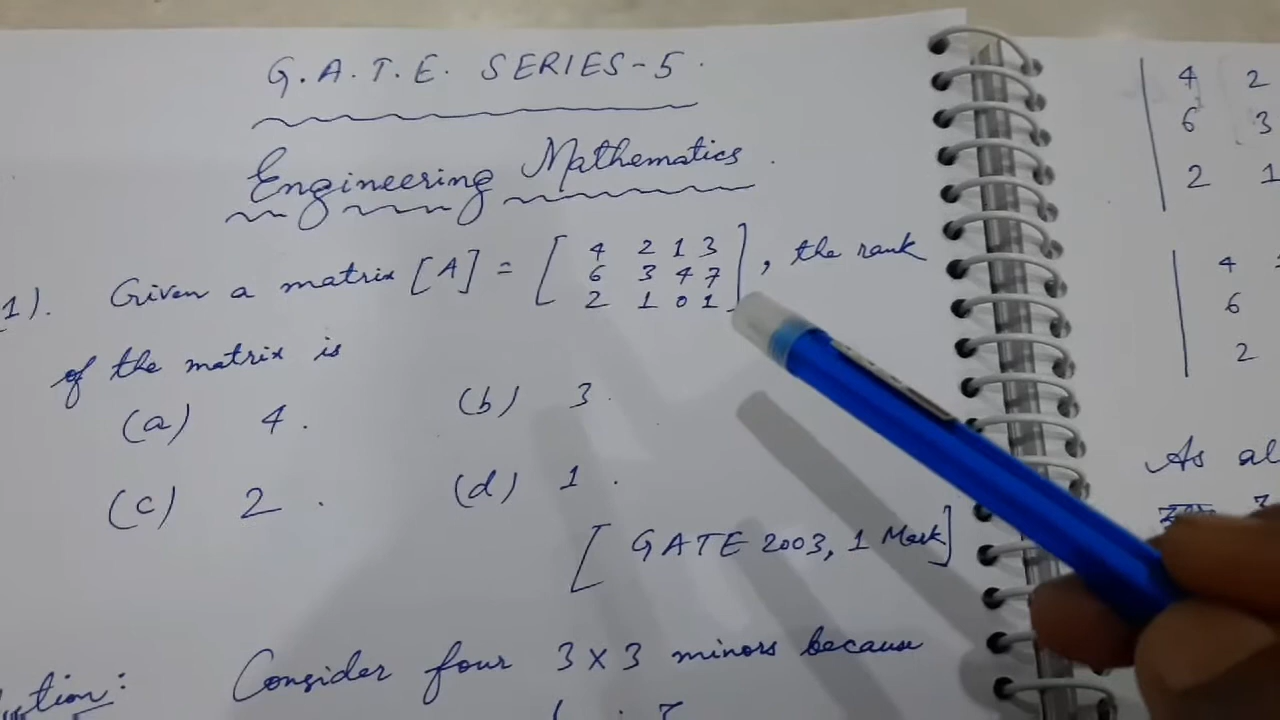 G.A.T.E. SERIES-5.
Engineering Mathematics.
(1). Given a matrix [A] = [ 4 2 1 3
6 3 4 7
2 1 0 1 ], the rank
of the matrix is
(a) 4. (b) 3.
(c) 2. (d) 1.
[GATE 2003, 1 Mark]
Consider four 3×3 minors because
4 2
6 3
2 1
4
6
2
As